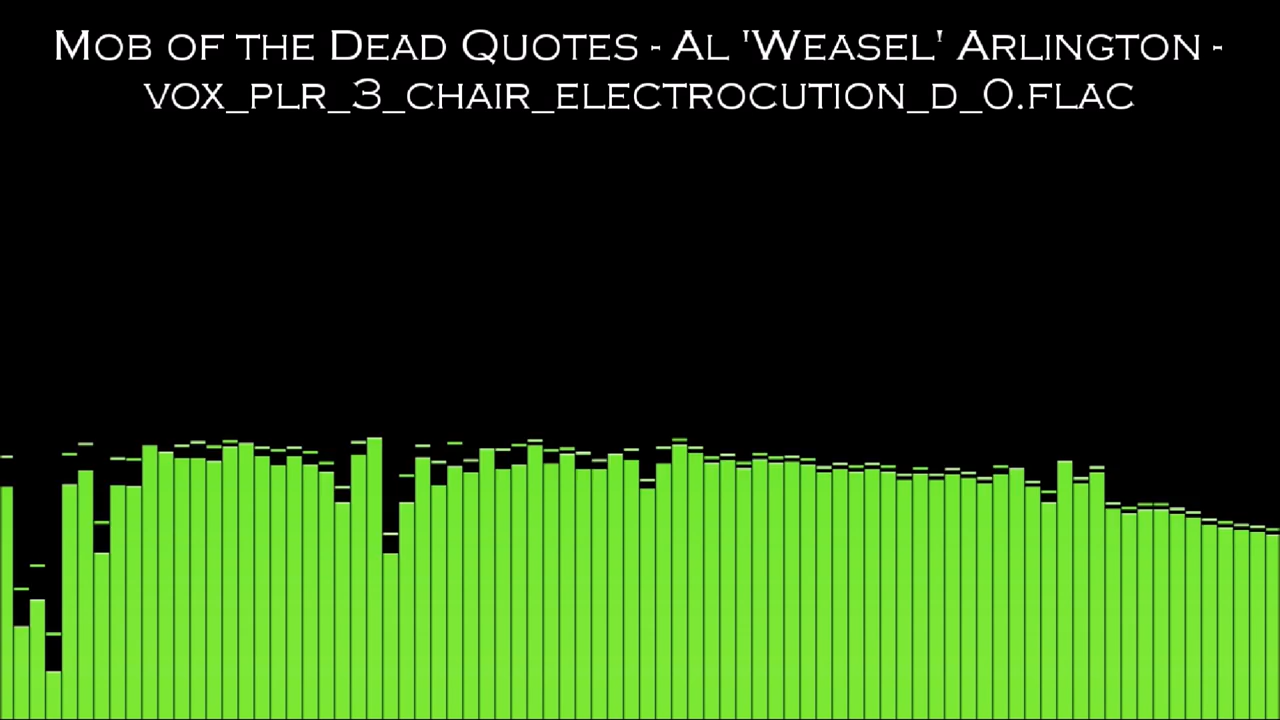 Mob of the Dead Quotes - Al 'Weasel' Arlington -
vox_plr_3_chair_electrocution_d_0.flac